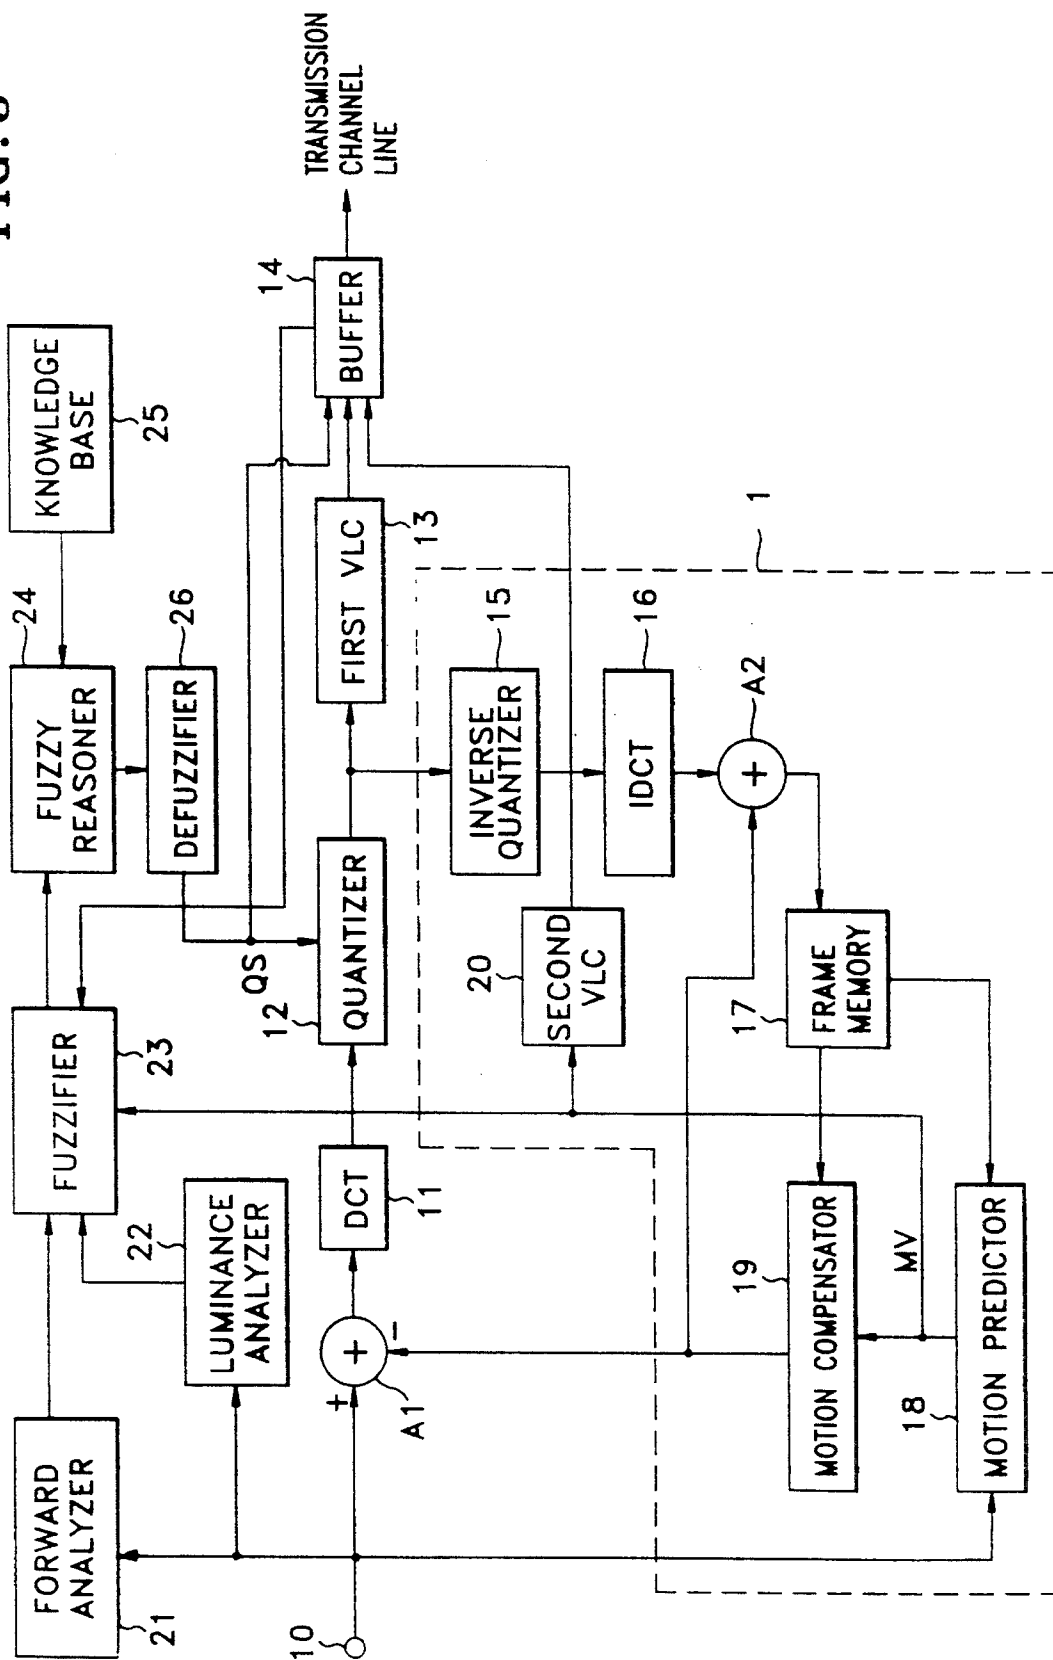 FORWARD
ANALYZER
21
LUMINANCE
ANALYZER
22
FUZZIFIER
23
FUZZY
REASONER
24
KNOWLEDGE
BASE
25
DEFUZZIFIER
26
QS
10
+
+
-
A1
DCT
11
QUANTIZER
12
FIRST VLC
13
BUFFER
14
TRANSMISSION
CHANNEL
LINE
INVERSE
QUANTIZER
15
IDCT
16
+
A2
SECOND
VLC
20
FRAME
MEMORY
17
MOTION COMPENSATOR
19
MV
MOTION PREDICTOR
18
1